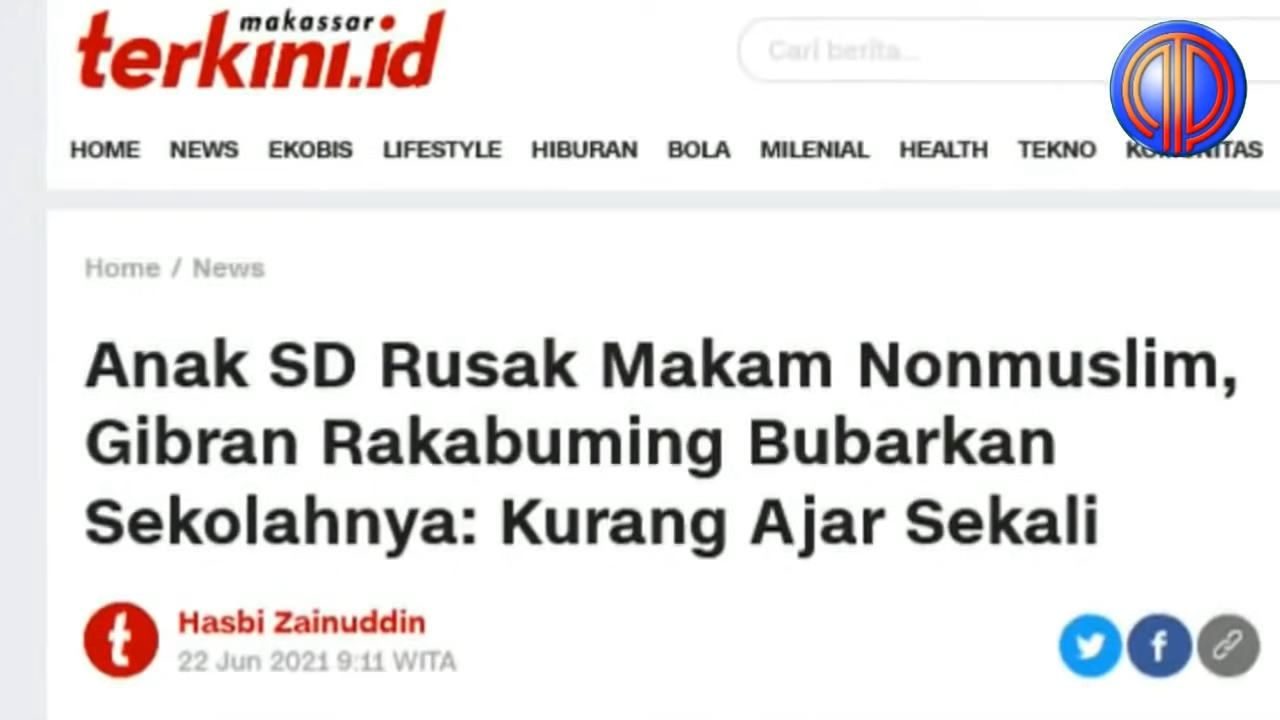 makassar
terkini.id
Cari berita...
HOME NEWS EKOBIS LIFESTYLE HIBURAN BOLA MILENIAL HEALTH TEKNO
Home / News
Anak SD Rusak Makam Nonmuslim,
Gibran Rakabuming Bubarkan
Sekolahnya: Kurang Ajar Sekali
Hasbi Zainuddin
22 Jun 2021 9:11 WITA